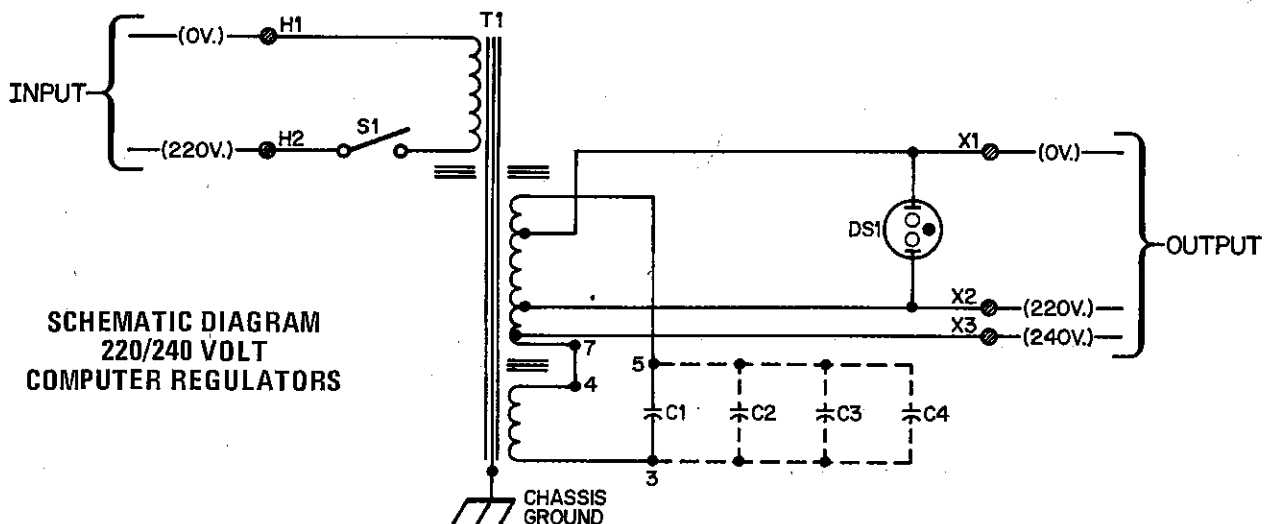 T1
(0V.) H1
INPUT
(220V.) H2 S1
X1 (0V.)
DS1
OUTPUT
X2 (220V.)
X3 (240V.)
SCHEMATIC DIAGRAM
220/240 VOLT
COMPUTER REGULATORS
7
5
4
C1 C2 C3 C4
3
CHASSIS
GROUND